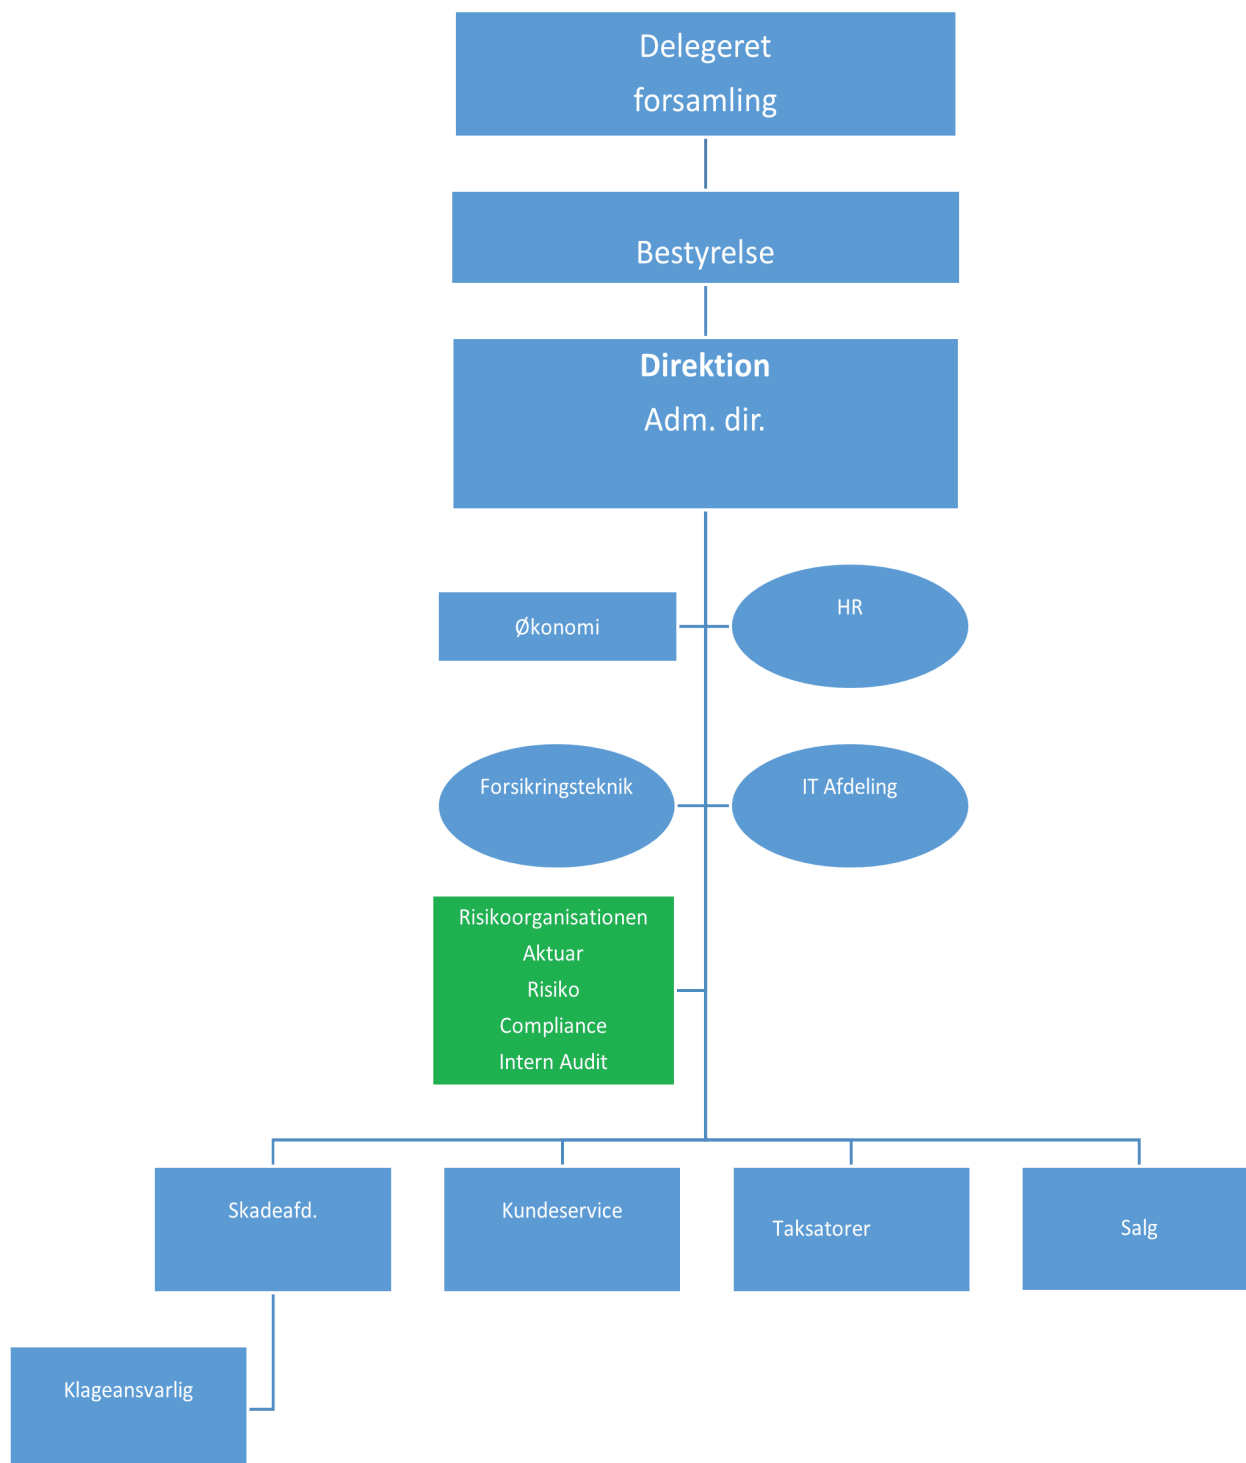 Delegeret
forsamling
Bestyrelse
Direktion
Adm. dir.
Økonomi
HR
Forsikringsteknik
IT Afdeling
Risikoorganisationen
Aktuar
Risiko
Compliance
Intern Audit
Skadeafd.
Kundeservice
Taksatorer
Salg
Klageansvarlig